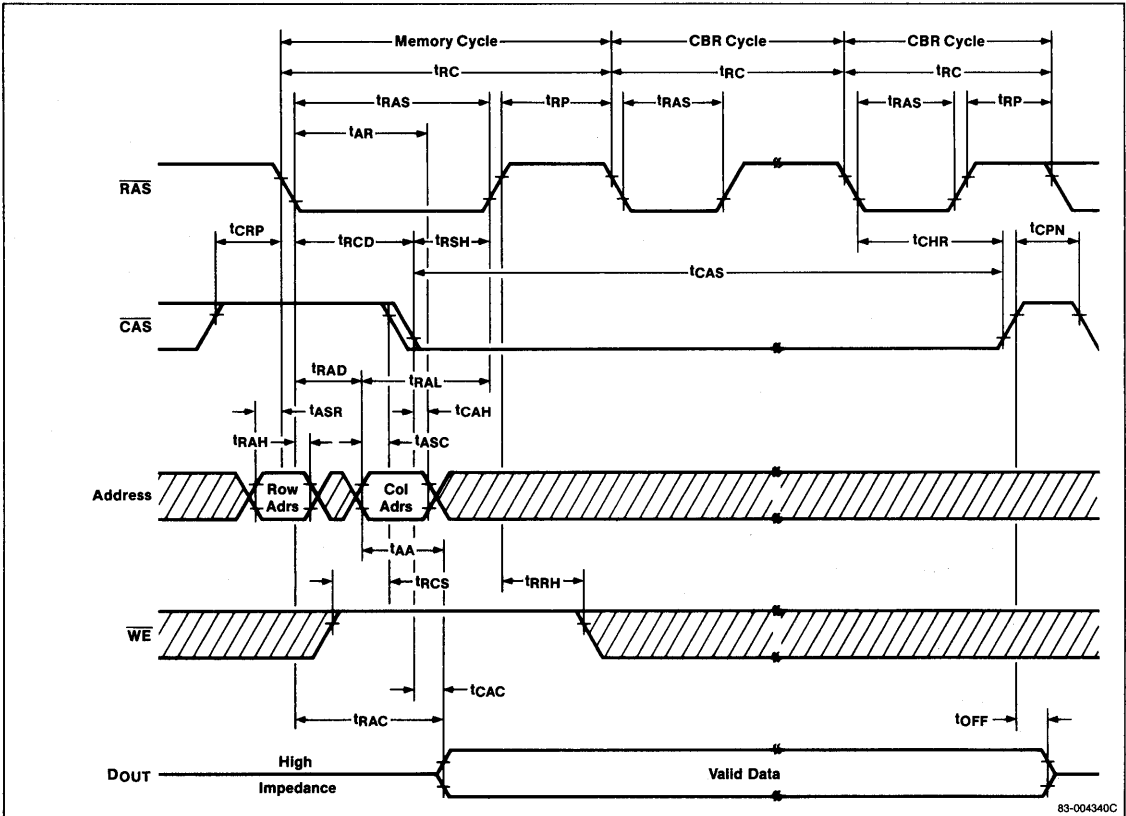 Memory Cycle CBR Cycle CBR Cycle
tRC tRC tRC
tRAS tRP tRAS tRAS tRP
tAR
RAS
tCRP tRCD tRSH tCHR tCPN
tCAS
CAS
tRAD tRAL
tASR tCAH
tRAH tASC
Address Row Adrs Col Adrs
tAA
tRCS tRRH
WE
tCAC
tRAC tOFF
DOUT High Impedance Valid Data
83-004340C